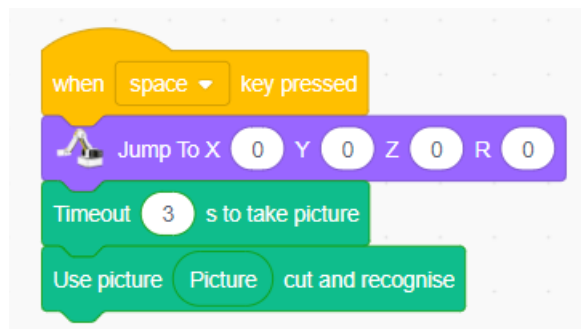 when space key pressed
Jump To X 0 Y 0 Z 0 R 0
Timeout 3 s to take picture
Use picture Picture cut and recognise